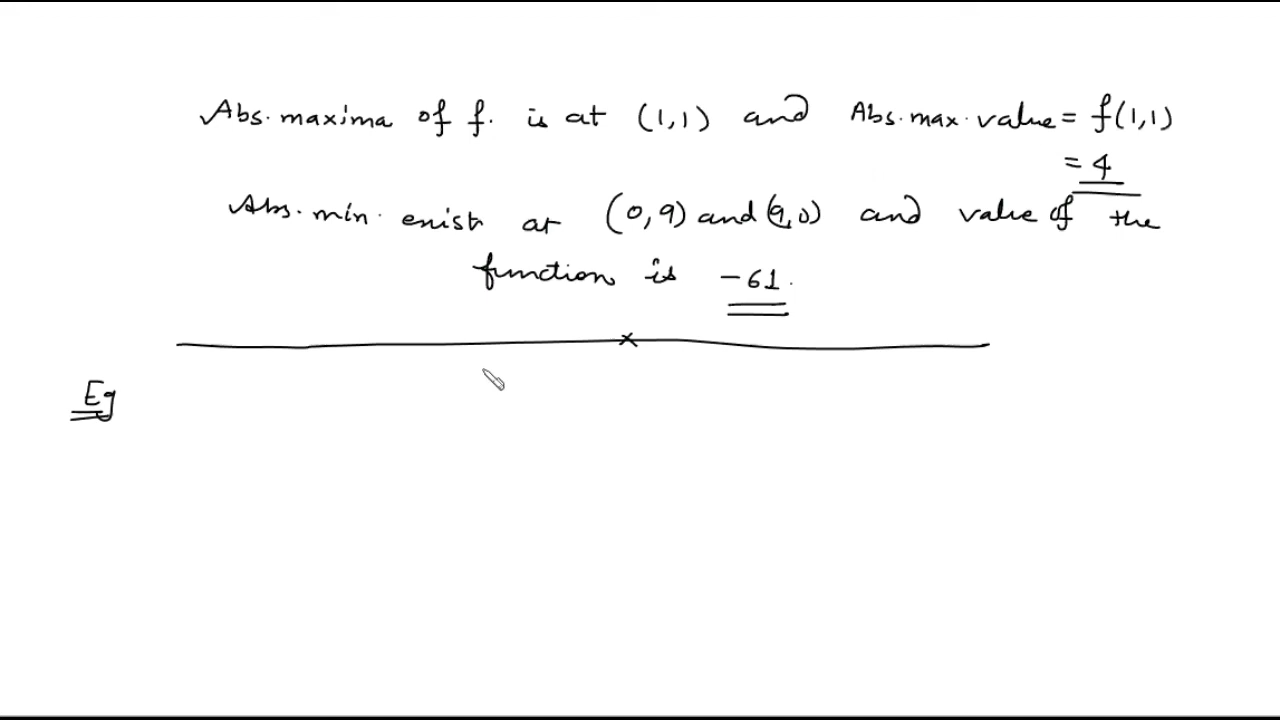 Abs. maxima of f. is at (1,1) and Abs. max. value = f(1,1)
= 4
Abs. min. exist at (0,9) and (9,0) and value of the
function is -61.
Eg